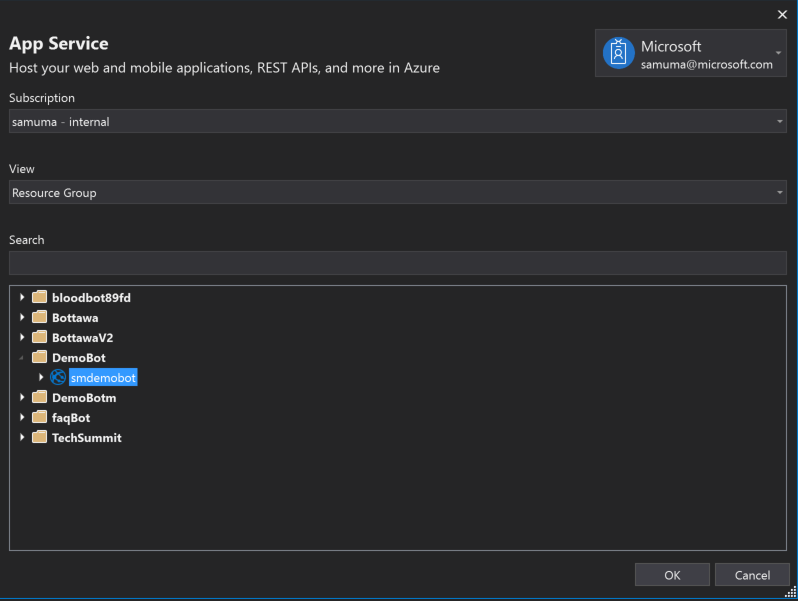 App Service
Host your web and mobile applications, REST APIs, and more in Azure
Microsoft
samuma@microsoft.com
Subscription
samuma - internal
View
Resource Group
Search
bloodbot89fd
Bottawa
BottawaV2
DemoBot
smdemobot
DemoBotm
faqBot
TechSummit
OK
Cancel